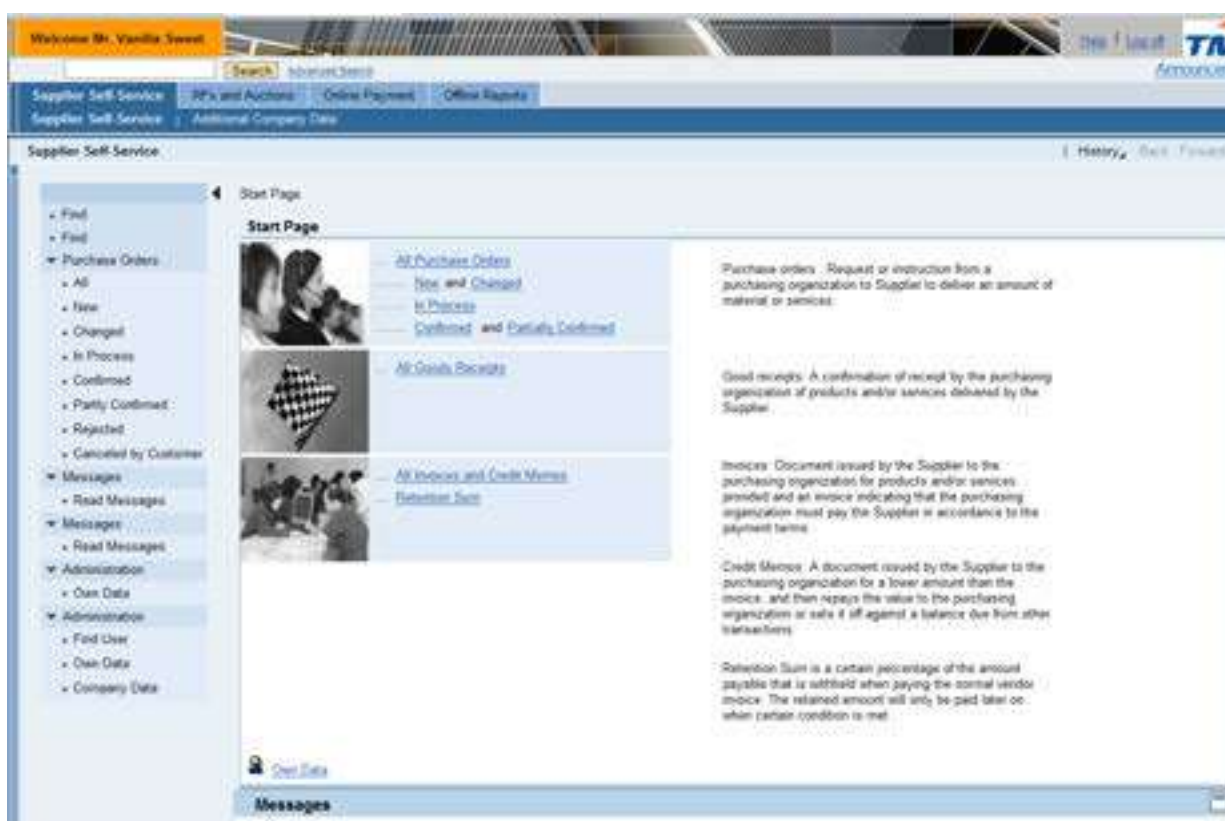 Welcome Mr. Vanilla Sweet
Help | Log off
Search Advanced Search
Supplier Self-Service RFx and Auctions Online Payment Offline Reports
Supplier Self-Service | Additional Company Data
Supplier Self-Service
History Back Forward
Start Page
Start Page
Find
Find
Purchase Orders
All
New
Changed
In Process
Confirmed
Partly Confirmed
Rejected
Canceled by Customer
Messages
Read Messages
Messages
Read Messages
Administration
Own Data
Administration
Find User
Own Data
Company Data
All Purchase Orders
New and Changed
In Process
Confirmed and Partially Confirmed
All Goods Receipts
All Invoices and Credit Memos
Retention Sum
Purchase orders : Request or instruction from a
purchasing organization to Supplier to deliver an amount of
material or services.
Good receipts: A confirmation of receipt by the purchasing
organization of products and/or services delivered by the
Supplier.
Invoices: Document issued by the Supplier to the
purchasing organization for products and/or services
provided and an invoice indicating that the purchasing
organization must pay the Supplier in accordance to the
payment terms.
Credit Memos: A document issued by the Supplier to the
purchasing organization for a lower amount than the
invoice, and then repays the value to the purchasing
organization or sets it off against a balance due from other
transactions.
Retention Sum is a certain percentage of the amount
payable that is withheld when paying the normal vendor
invoice. The retained amount will only be paid later on
when certain condition is met.
Own Data
Messages